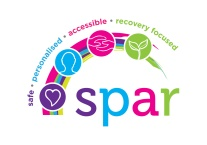 safe • personalised • accessible • recovery focused
spar